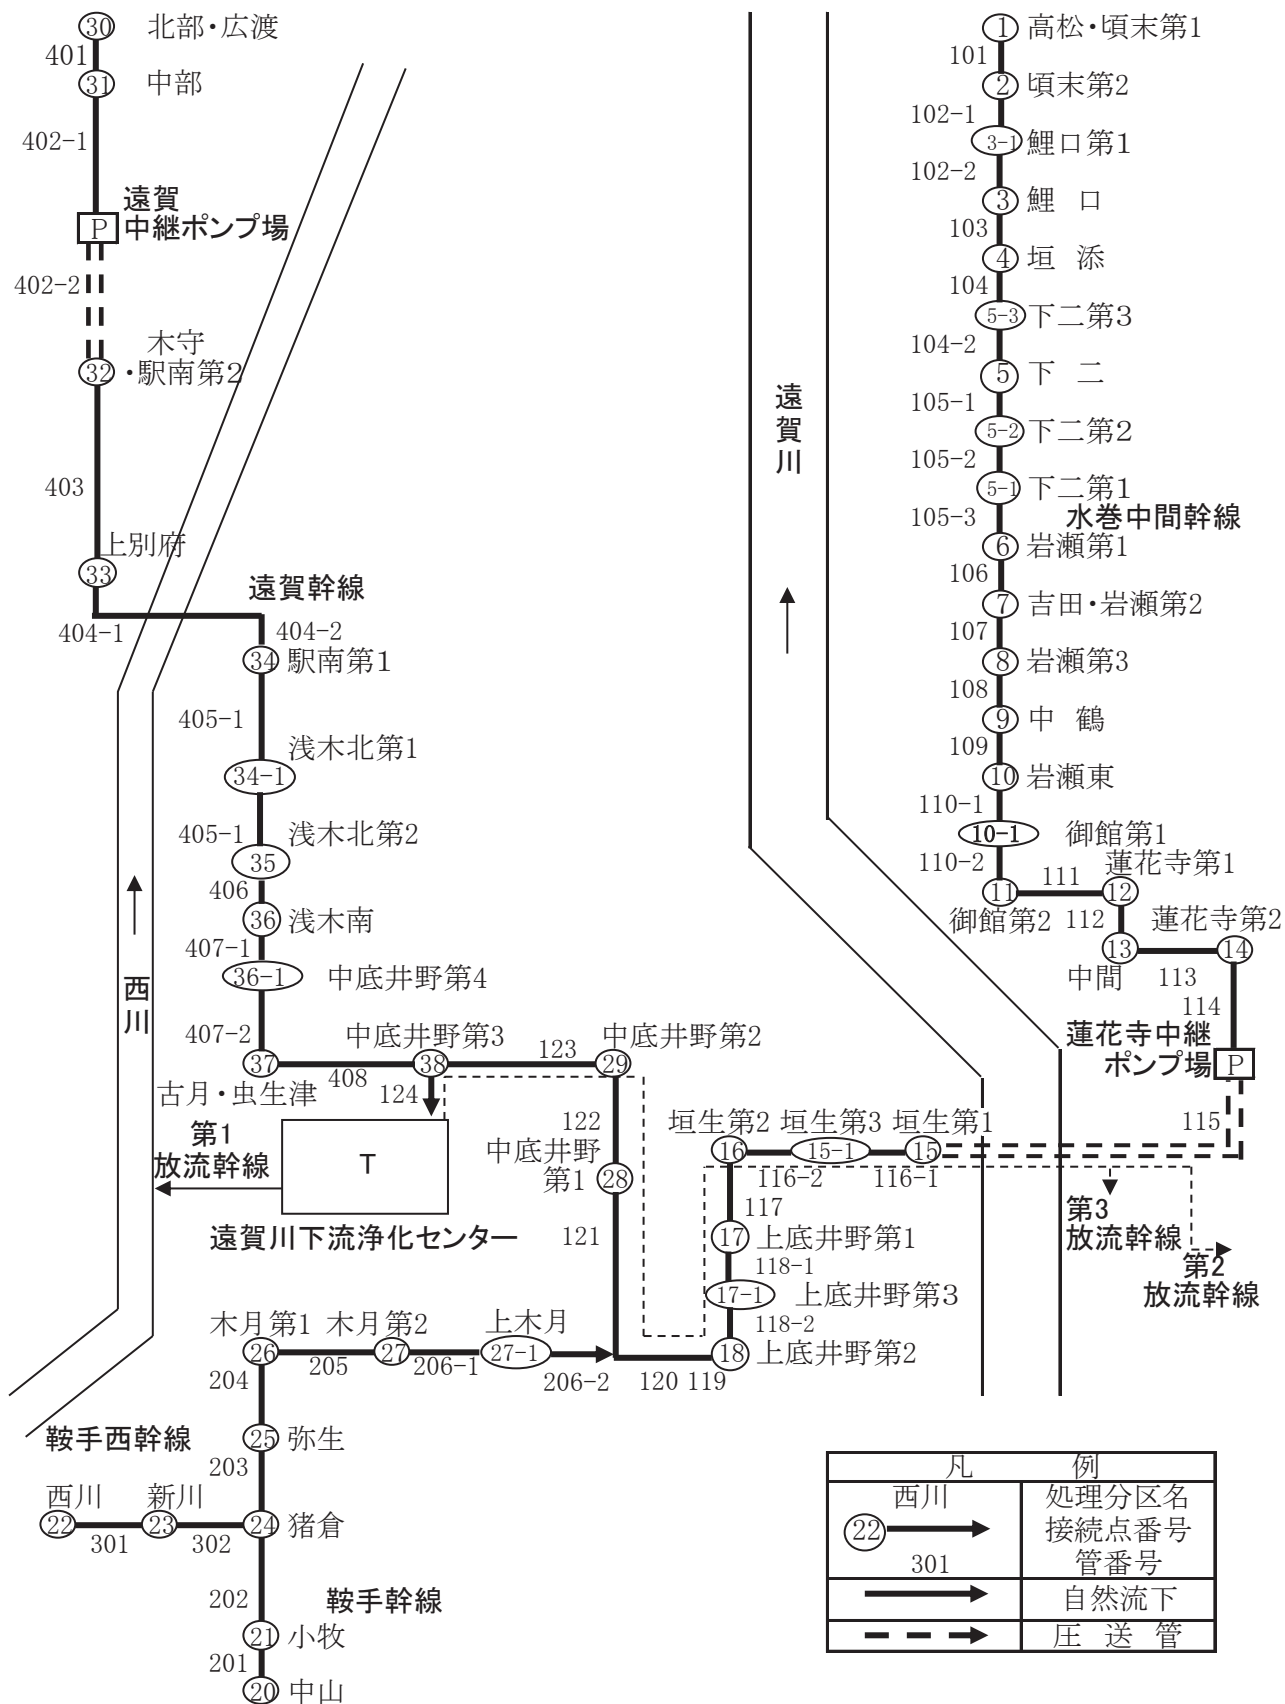 30 北部・広渡
401
31 中部
402-1
遠賀
P 中継ポンプ場
402-2
木守
32 ・駅南第2
403
上別府
33
遠賀幹線
404-1
404-2
34 駅南第1
405-1
浅木北第1
34-1
405-1
浅木北第2
35
406
36 浅木南
407-1
36-1 中底井野第4
407-2
37
古月・虫生津
408
中底井野第3
38
123
中底井野第2
29
124
122
中底井野
第1
28
121
第1
放流幹線
T
遠賀川下流浄化センター
西川
遠賀川
1 高松・頃末第1
101
2 頃末第2
102-1
3-1 鯉口第1
102-2
3 鯉 口
103
4 垣 添
104
5-3 下二第3
104-2
5 下 二
105-1
5-2 下二第2
105-2
5-1 下二第1
105-3
水巻中間幹線
6 岩瀬第1
106
7 吉田・岩瀬第2
107
8 岩瀬第3
108
9 中 鶴
109
10 岩瀬東
110-1
10-1 御館第1
110-2
11
御館第2
111
蓮花寺第1
12
112
13
中間
113
蓮花寺第2
14
114
蓮花寺中継
ポンプ場
P
115
垣生第1
15
116-1
垣生第3
15-1
116-2
垣生第2
16
117
17 上底井野第1
118-1
17-1 上底井野第3
118-2
18 上底井野第2
119
120
第3
放流幹線
第2
放流幹線
木月第1
26
205
木月第2
27
206-1
上木月
27-1
206-2
204
25 弥生
203
鞍手西幹線
西川
22
301
新川
23
302
24 猪倉
202
鞍手幹線
21 小牧
201
20 中山
凡 例
西川
22
301
処理分区名
接続点番号
管番号
自然流下
圧 送 管